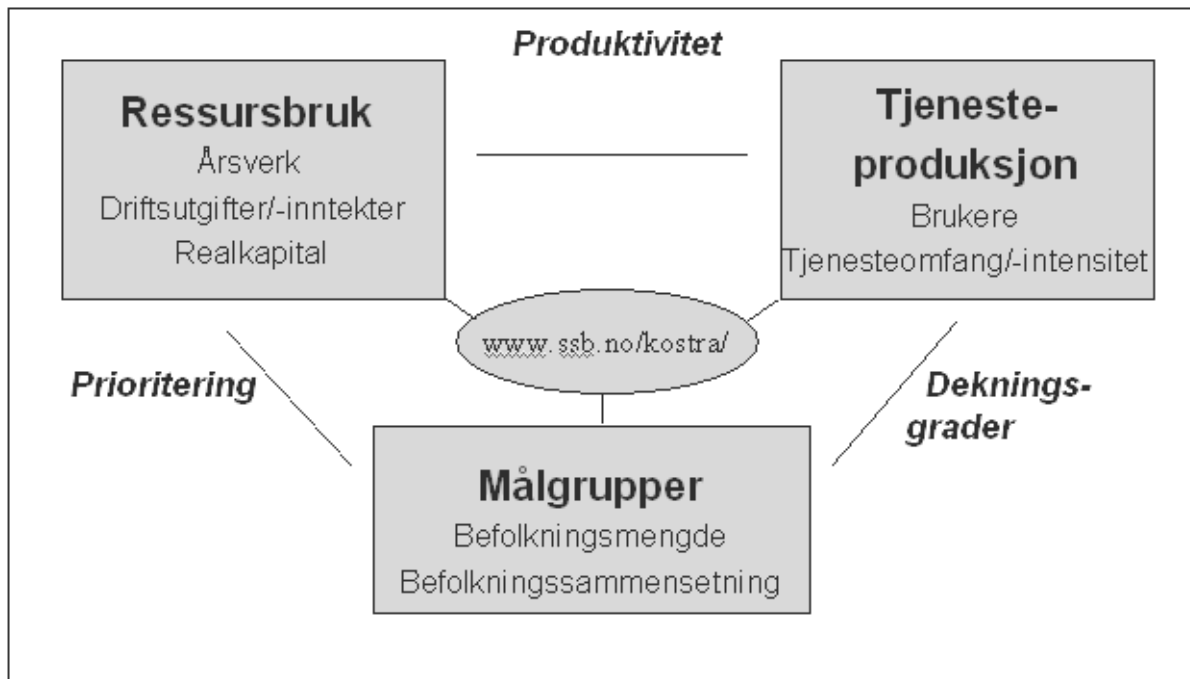 Produktivitet
Ressursbruk
Årsverk
Driftsutgifter/-inntekter
Realkapital
Tjeneste-
produksjon
Brukere
Tjenesteomfang/-intensitet
www.ssb.no/kostra/
Prioritering
Deknings-
grader
Målgrupper
Befolkningsmengde
Befolkningssammensetning